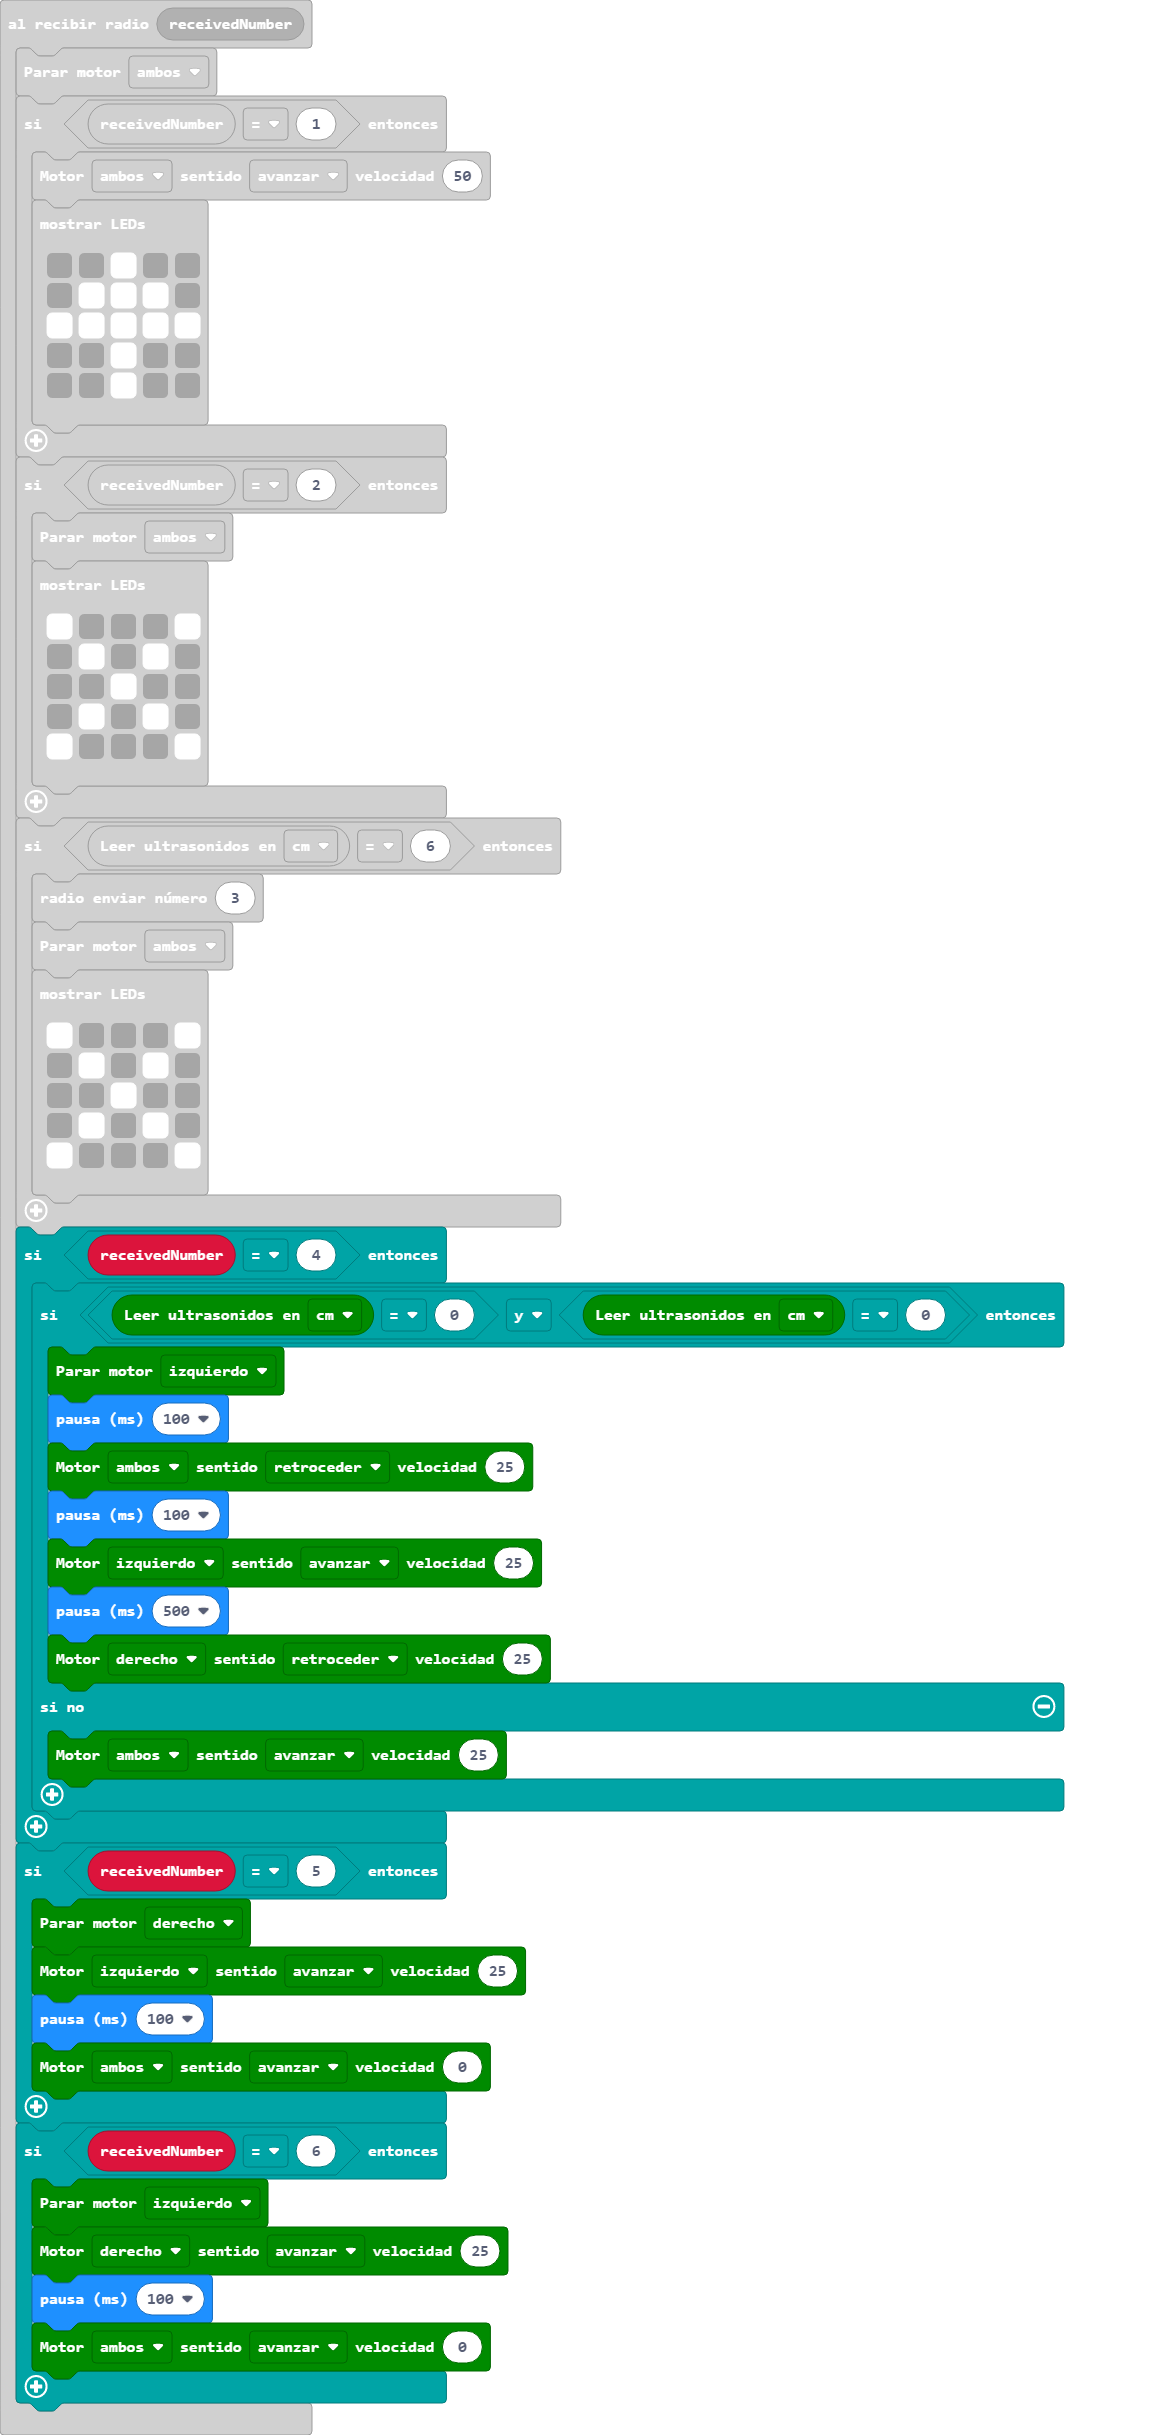 al recibir radio receivedNumber
Parar motor ambos
si receivedNumber = 1 entonces
Motor ambos sentido avanzar velocidad 50
mostrar LEDs
si receivedNumber = 2 entonces
Parar motor ambos
mostrar LEDs
si Leer ultrasonidos en cm = 6 entonces
radio enviar número 3
Parar motor ambos
mostrar LEDs
si receivedNumber = 4 entonces
si Leer ultrasonidos en cm = 0 y Leer ultrasonidos en cm = 0 entonces
Parar motor izquierdo
pausa (ms) 100
Motor ambos sentido retroceder velocidad 25
pausa (ms) 100
Motor izquierdo sentido avanzar velocidad 25
pausa (ms) 500
Motor derecho sentido retroceder velocidad 25
si no
Motor ambos sentido avanzar velocidad 25
si receivedNumber = 5 entonces
Parar motor derecho
Motor izquierdo sentido avanzar velocidad 25
pausa (ms) 100
Motor ambos sentido avanzar velocidad 0
si receivedNumber = 6 entonces
Parar motor izquierdo
Motor derecho sentido avanzar velocidad 25
pausa (ms) 100
Motor ambos sentido avanzar velocidad 0